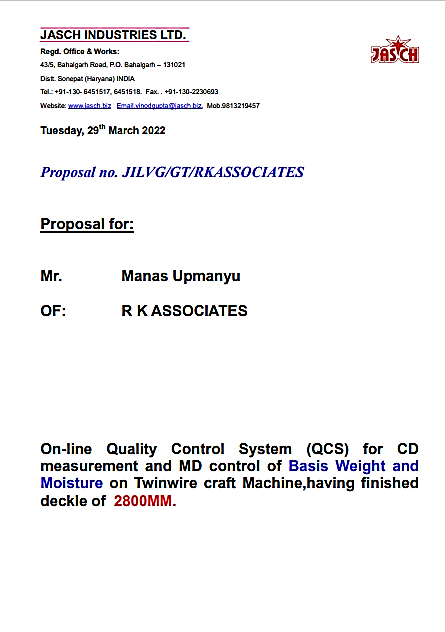 JASCH INDUSTRIES LTD.
JASCH
Regd. Office & Works:
43/5, Bahalgarh Road, P.O. Bahalgarh – 131021
Distt. Sonepat (Haryana) INDIA
Tel.: +91-130- 6451517, 6451518. Fax. . +91-130-2230693
Website: www.jasch.biz Email.vinodgupta@jasch.biz, Mob.9813219457
Tuesday, 29th March 2022
Proposal no. JILVG/GT/RKASSOCIATES
Proposal for:
Mr. Manas Upmanyu
OF: R K ASSOCIATES
On-line Quality Control System (QCS) for CD
measurement and MD control of Basis Weight and
Moisture on Twinwire craft Machine,having finished
deckle of 2800MM.